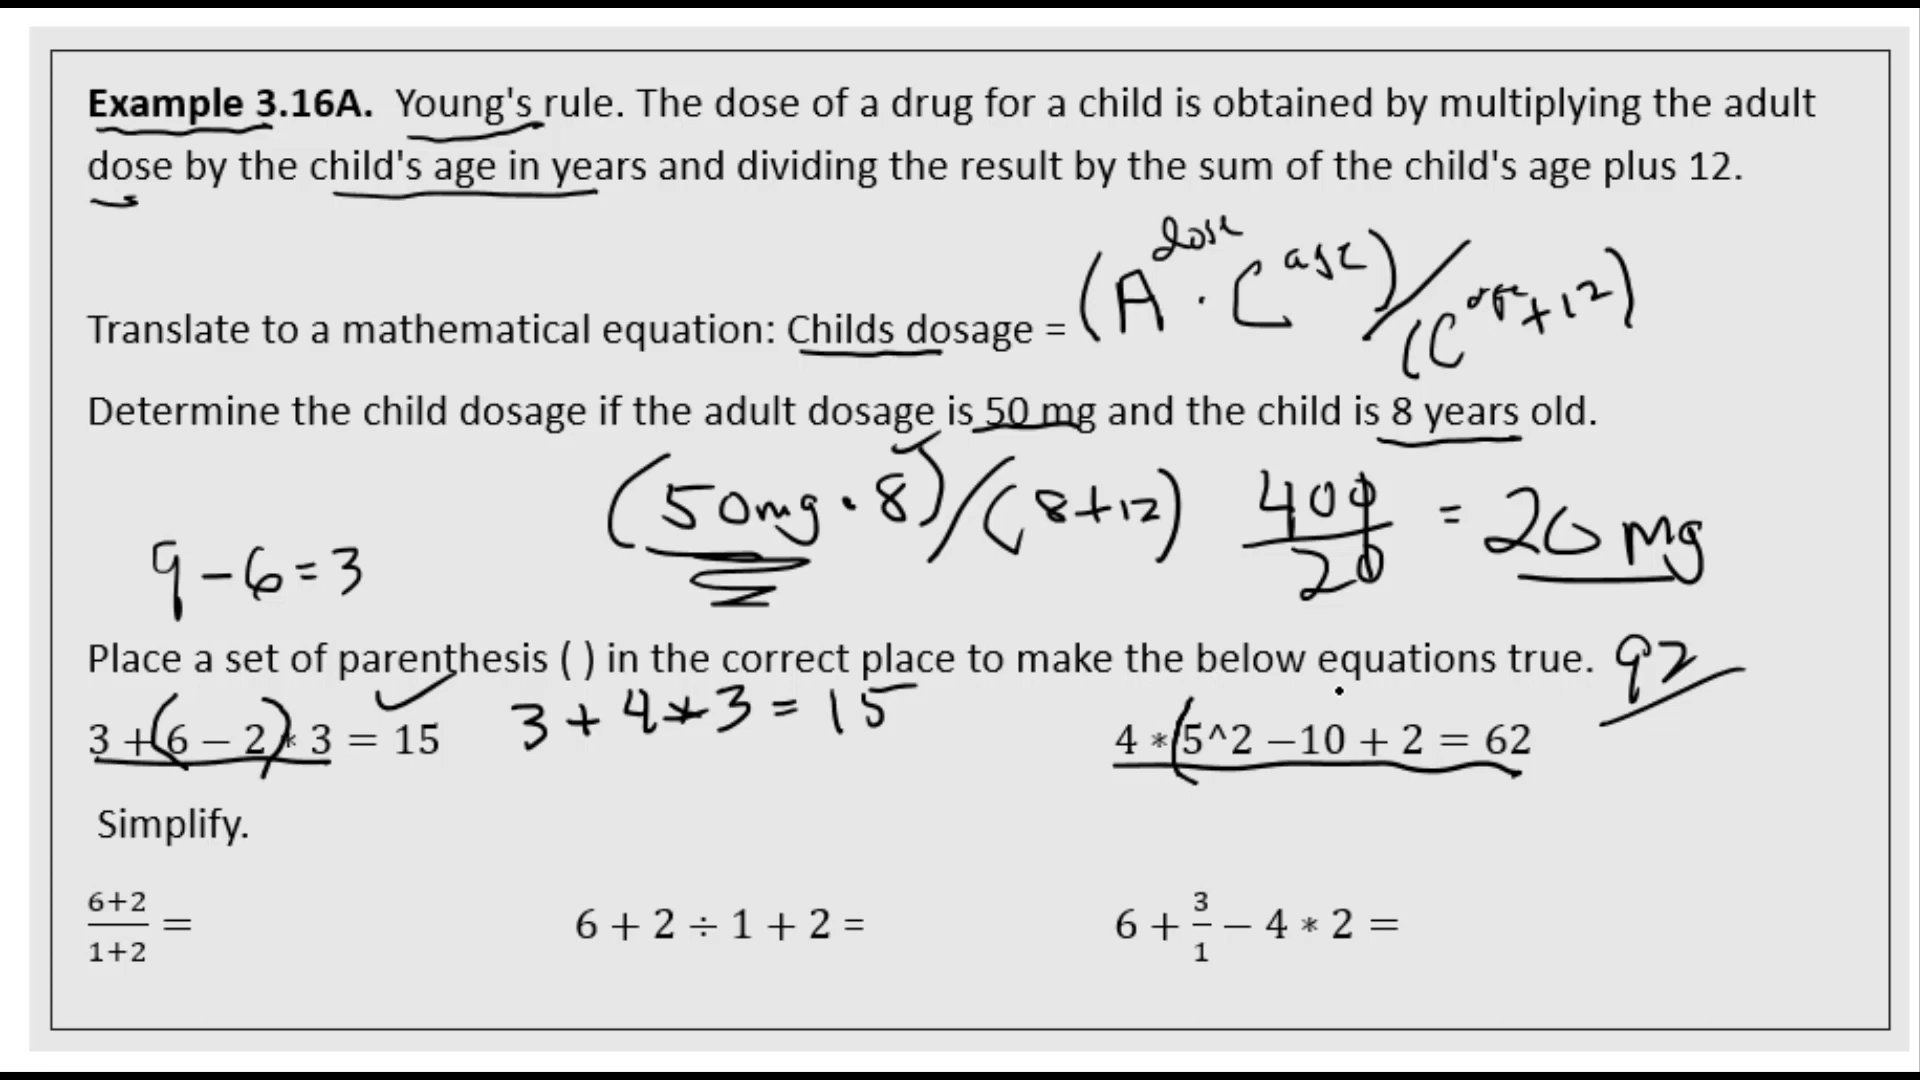 Example 3.16A. Young's rule. The dose of a drug for a child is obtained by multiplying the adult
dose by the child's age in years and dividing the result by the sum of the child's age plus 12.
Translate to a mathematical equation: Childs dosage = (A^dose · C^age)/(C^age+12)
Determine the child dosage if the adult dosage is 50 mg and the child is 8 years old.
(50mg · 8)/(8+12) 400/20 = 20 mg
9-6=3
Place a set of parenthesis ( ) in the correct place to make the below equations true. 92
3 +(6 − 2)* 3 = 15 3+4*3=15 4 *(5^2 −10 + 2 = 62
Simplify.
6+2/1+2 = 6 + 2 ÷ 1 + 2 = 6 + 3/1 − 4 * 2 =